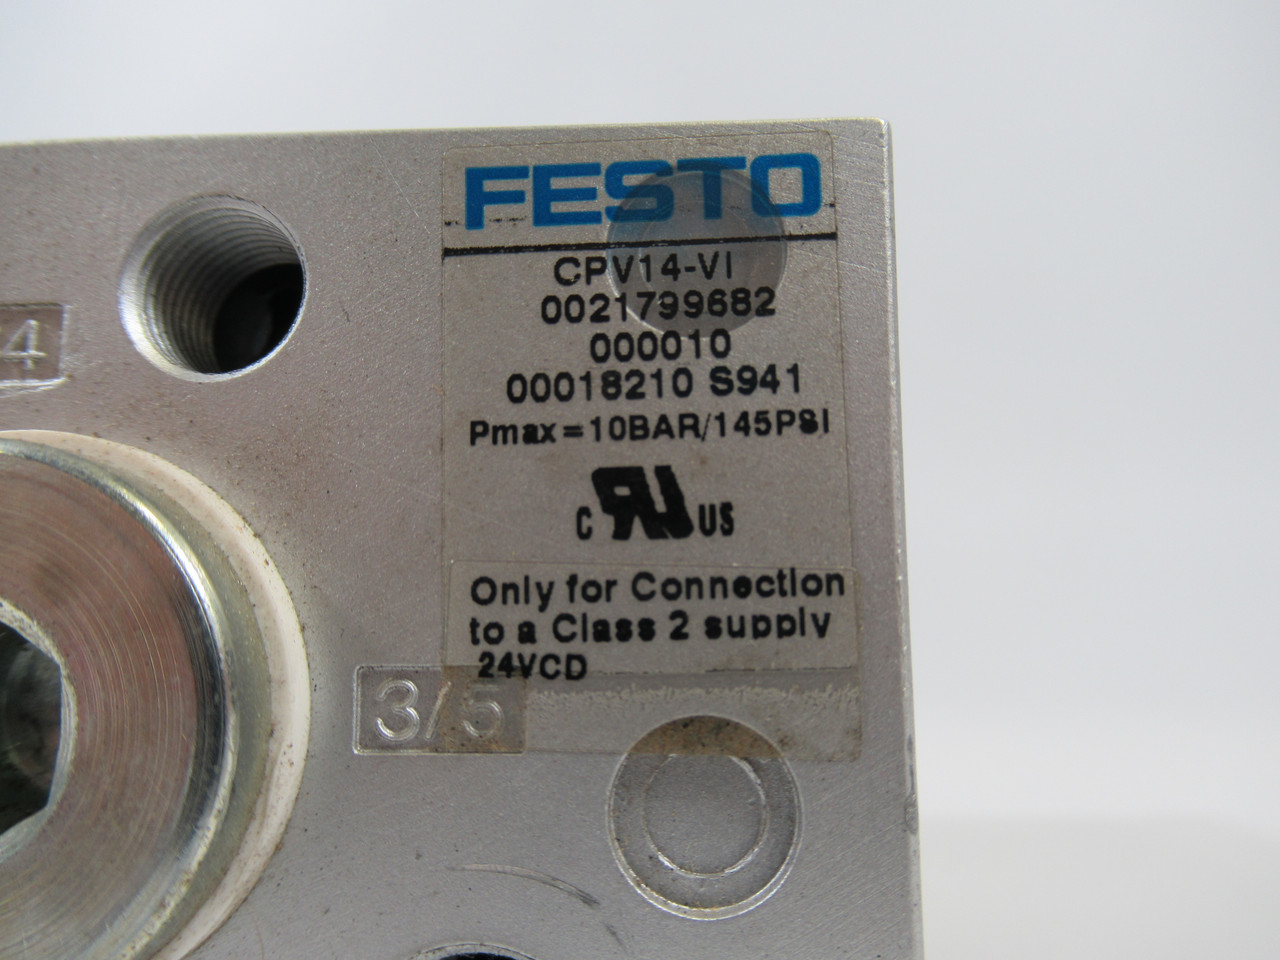 FESTO
CPV14-VI
0021799682
000010
00018210 S941
Pmax=10BAR/145PSI
C RU US
Only for Connection
to a Class 2 supply
24VCD
4
3/5